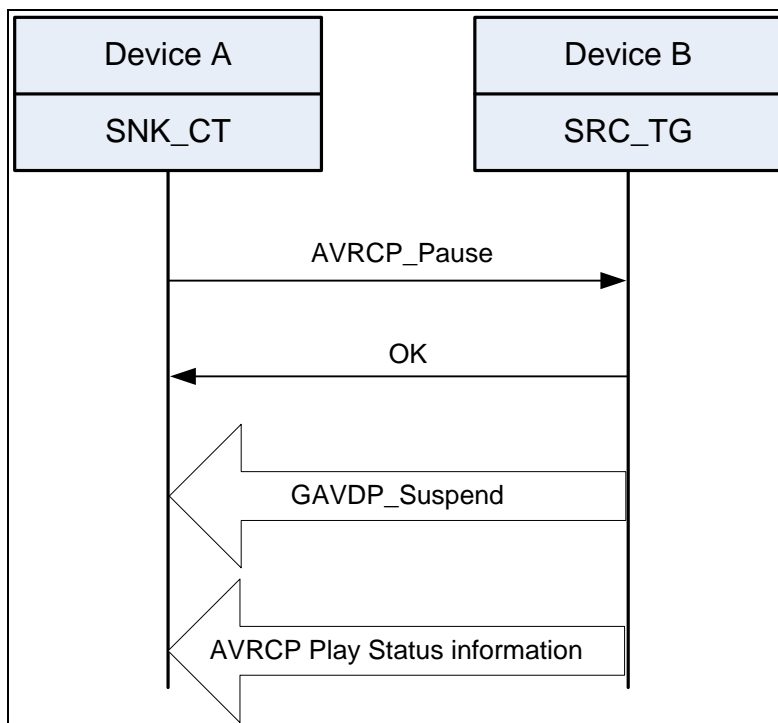 Device A
Device B
SNK_CT
SRC_TG
AVRCP_Pause
OK
GAVDP_Suspend
AVRCP Play Status information